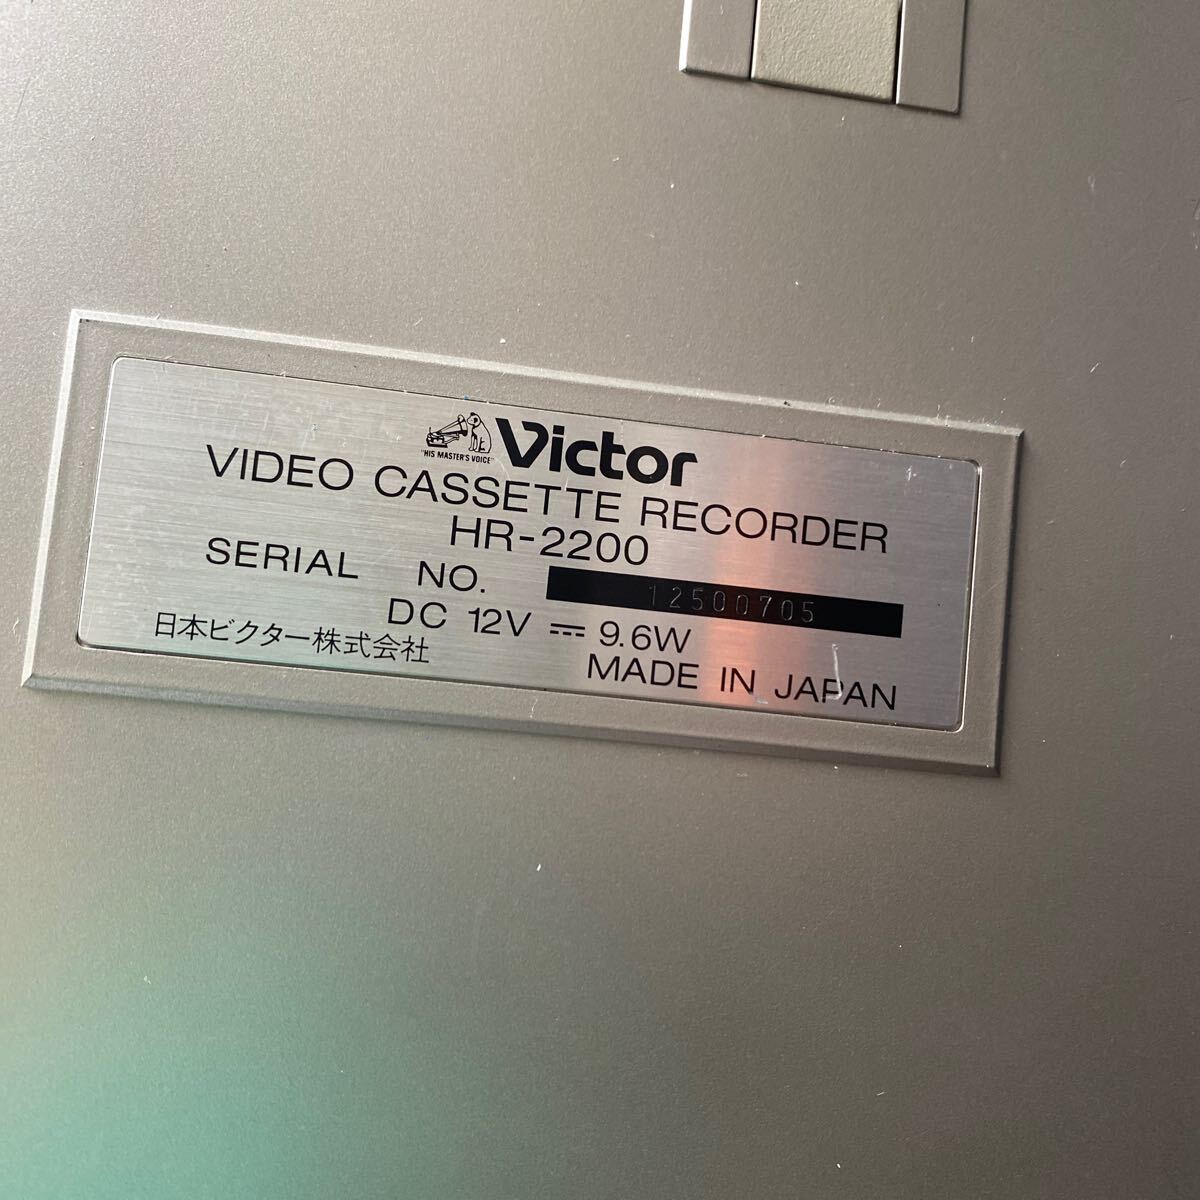 "HIS MASTER'S VOICE" Victor
VIDEO CASSETTE RECORDER
HR-2200
SERIAL NO. 12500705
DC 12V ⎓ 9.6W
日本ビクター株式会社 MADE IN JAPAN